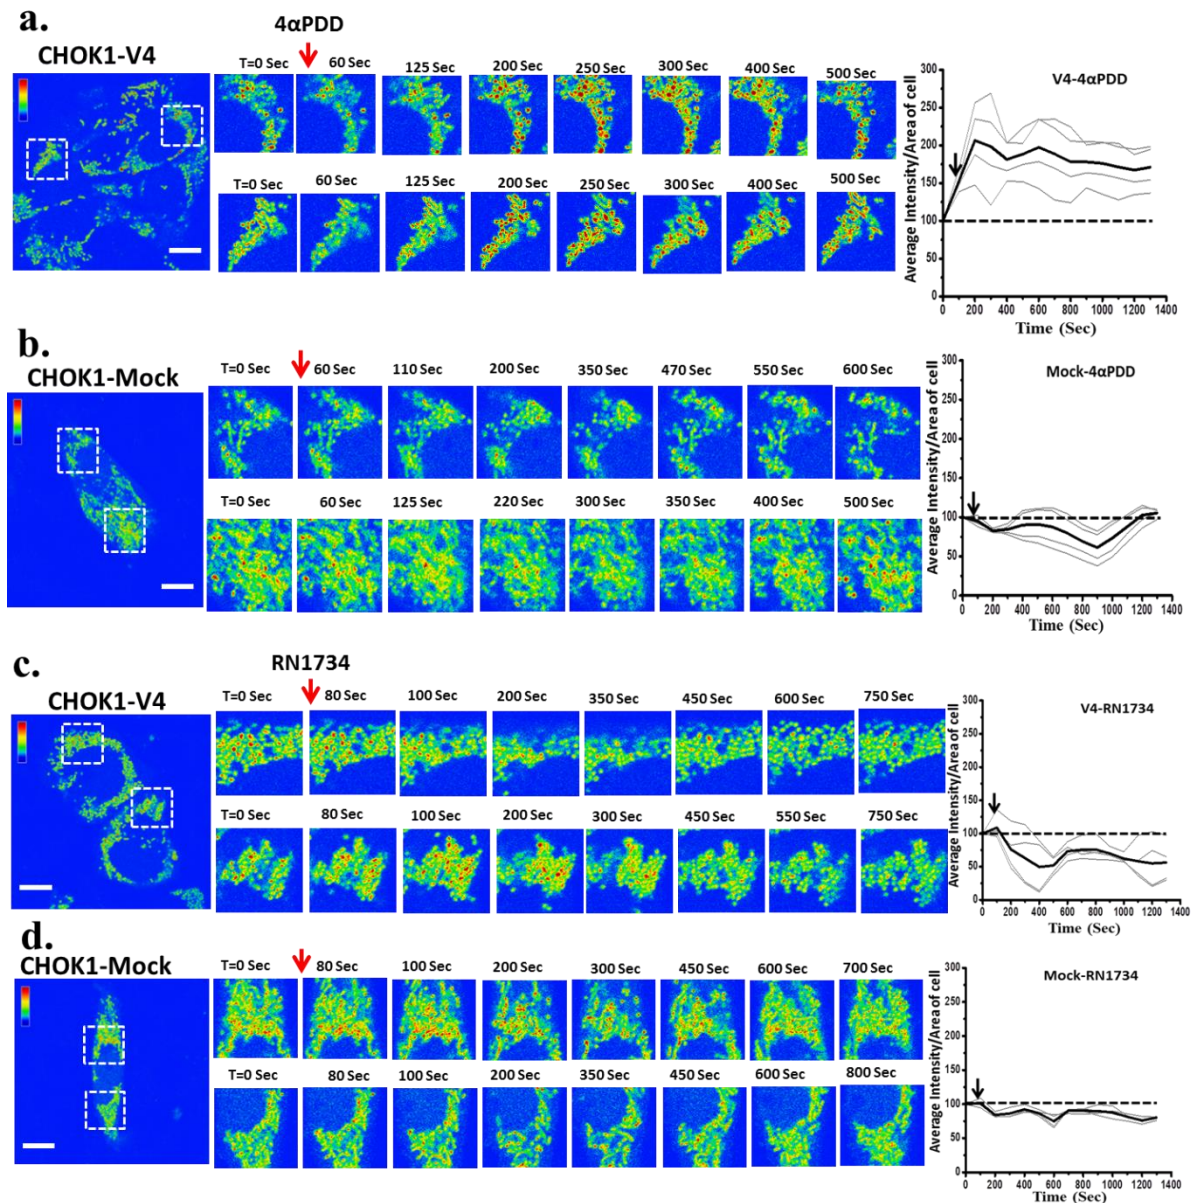 a.
4αPDD
CHOK1-V4
T=0 Sec 60 Sec 125 Sec 200 Sec 250 Sec 300 Sec 400 Sec 500 Sec
T=0 Sec 60 Sec 125 Sec 200 Sec 250 Sec 300 Sec 400 Sec 500 Sec
V4-4αPDD
Average Intensity/Area of cell
300
250
200
150
100
50
0
0 200 400 600 800 1000 1200 1400
Time (Sec)
b.
CHOK1-Mock
T=0 Sec 60 Sec 110 Sec 200 Sec 350 Sec 470 Sec 550 Sec 600 Sec
T=0 Sec 60 Sec 125 Sec 220 Sec 300 Sec 350 Sec 400 Sec 500 Sec
Mock-4αPDD
Average Intensity/Area of cell
300
250
200
150
100
50
0
0 200 400 600 800 1000 1200 1400
Time (Sec)
c.
RN1734
CHOK1-V4
T=0 Sec 80 Sec 100 Sec 200 Sec 350 Sec 450 Sec 600 Sec 750 Sec
T=0 Sec 80 Sec 100 Sec 200 Sec 300 Sec 450 Sec 550 Sec 750 Sec
V4-RN1734
Average Intensity/Area of cell
300
250
200
150
100
50
0
0 200 400 600 800 1000 1200 1400
Time (Sec)
d.
CHOK1-Mock
T=0 Sec 80 Sec 100 Sec 200 Sec 300 Sec 450 Sec 600 Sec 700 Sec
T=0 Sec 80 Sec 100 Sec 200 Sec 350 Sec 450 Sec 600 Sec 800 Sec
Mock-RN1734
Average Intensity/Area of cell
300
250
200
150
100
50
0
0 200 400 600 800 1000 1200 1400
Time (Sec)